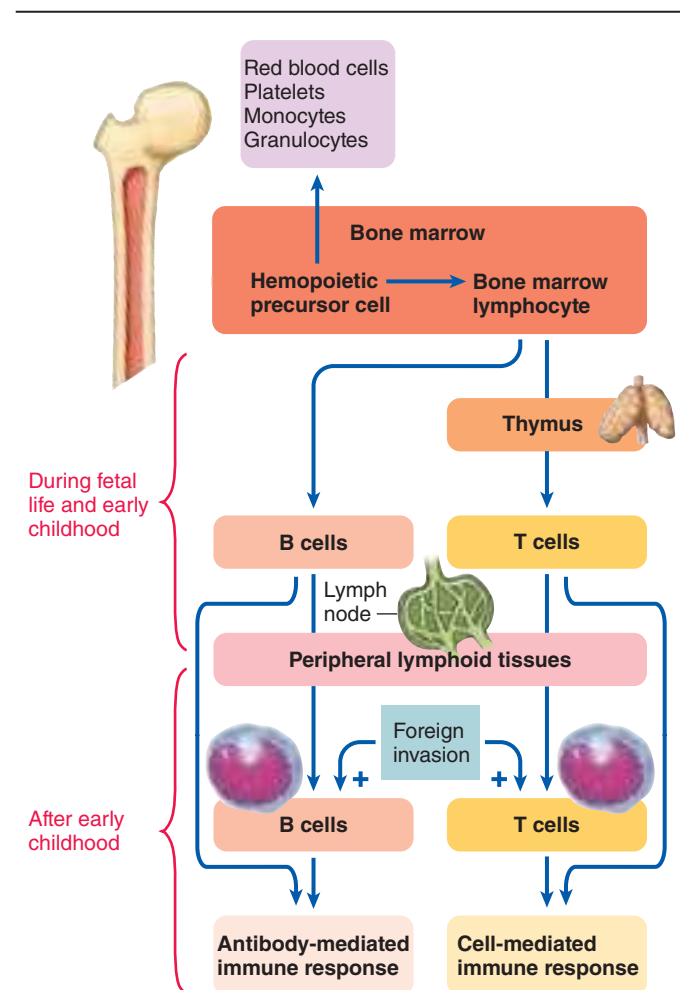 Red blood cells
Platelets
Monocytes
Granulocytes
Bone marrow
Hemopoietic
precursor cell
Bone marrow
lymphocyte
Thymus
During fetal
life and early
childhood
B cells
T cells
Lymph
node
Peripheral lymphoid tissues
Foreign
invasion
+
+
After early
childhood
B cells
T cells
Antibody-mediated
immune response
Cell-mediated
immune response